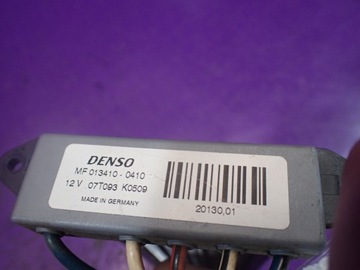 DENSO
MF 013410 - 0410
12 V 07T093 K0509
MADE IN GERMANY
20130,01